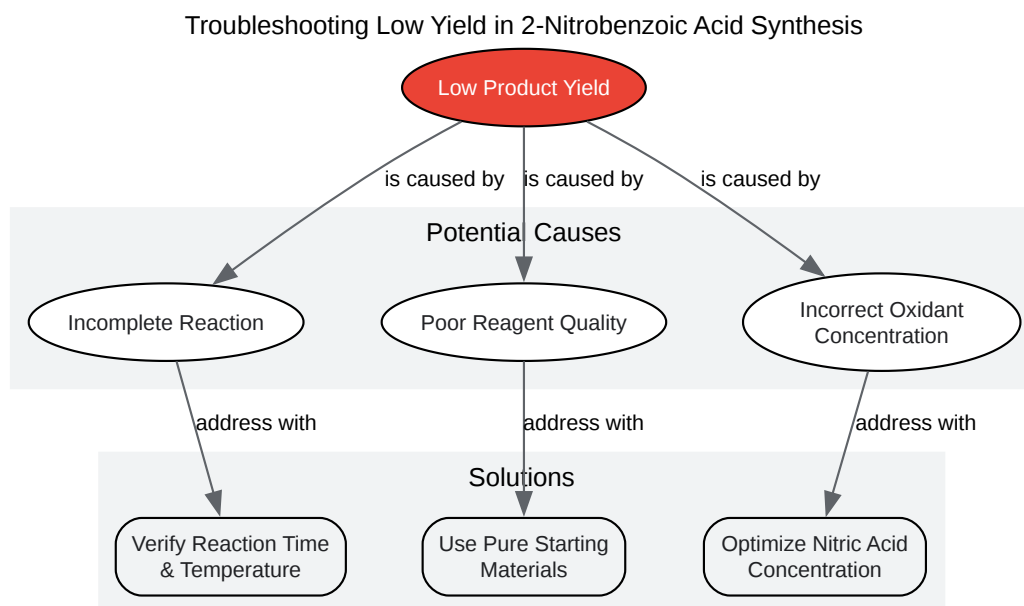 Troubleshooting Low Yield in 2-Nitrobenzoic Acid Synthesis
Low Product Yield
is caused by
is caused by
is caused by
Potential Causes
Incomplete Reaction
Poor Reagent Quality
Incorrect Oxidant
Concentration
address with
address with
address with
Solutions
Verify Reaction Time
& Temperature
Use Pure Starting
Materials
Optimize Nitric Acid
Concentration